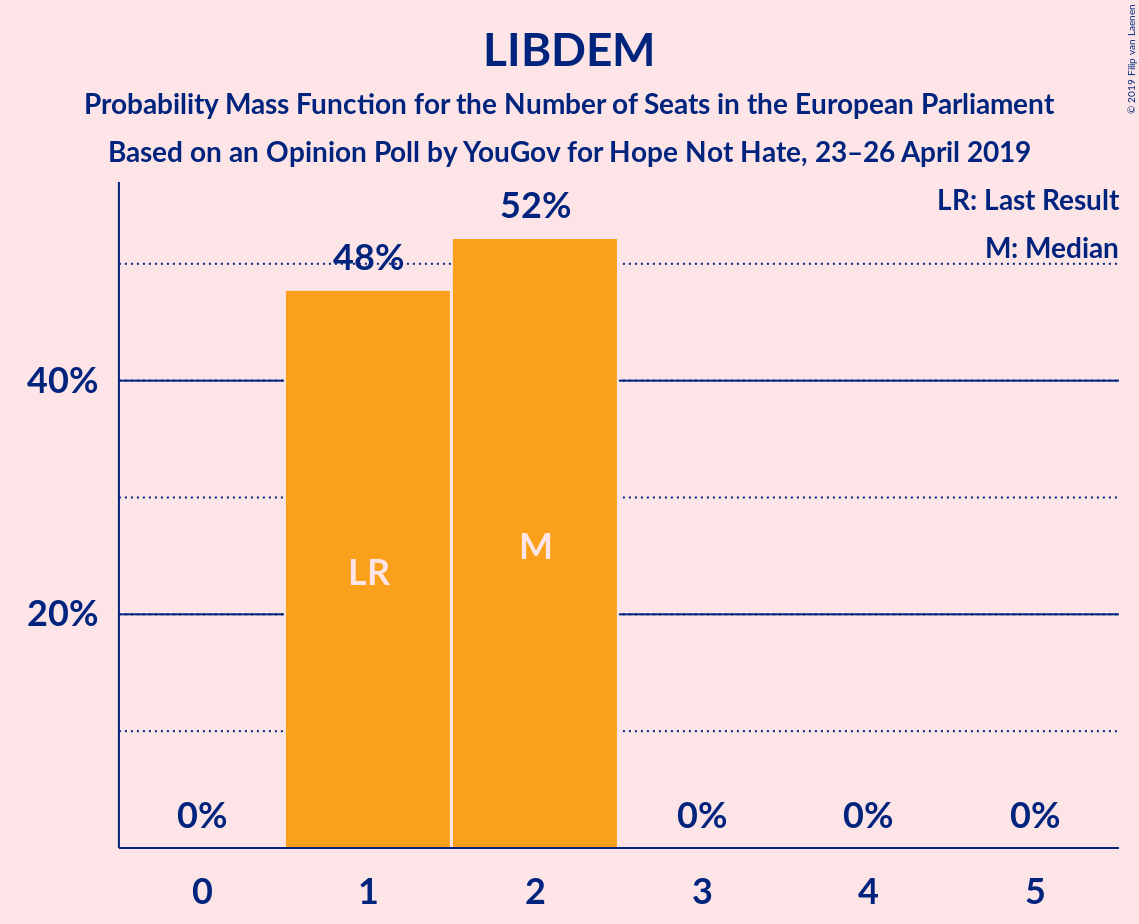 LIBDEM
Probability Mass Function for the Number of Seats in the European Parliament
Based on an Opinion Poll by YouGov for Hope Not Hate, 23–26 April 2019
© 2019 Filip van Laenen
LR: Last Result
M: Median
52%
48%
40%
20%
LR
M
0%
0%
0%
0%
0
1
2
3
4
5